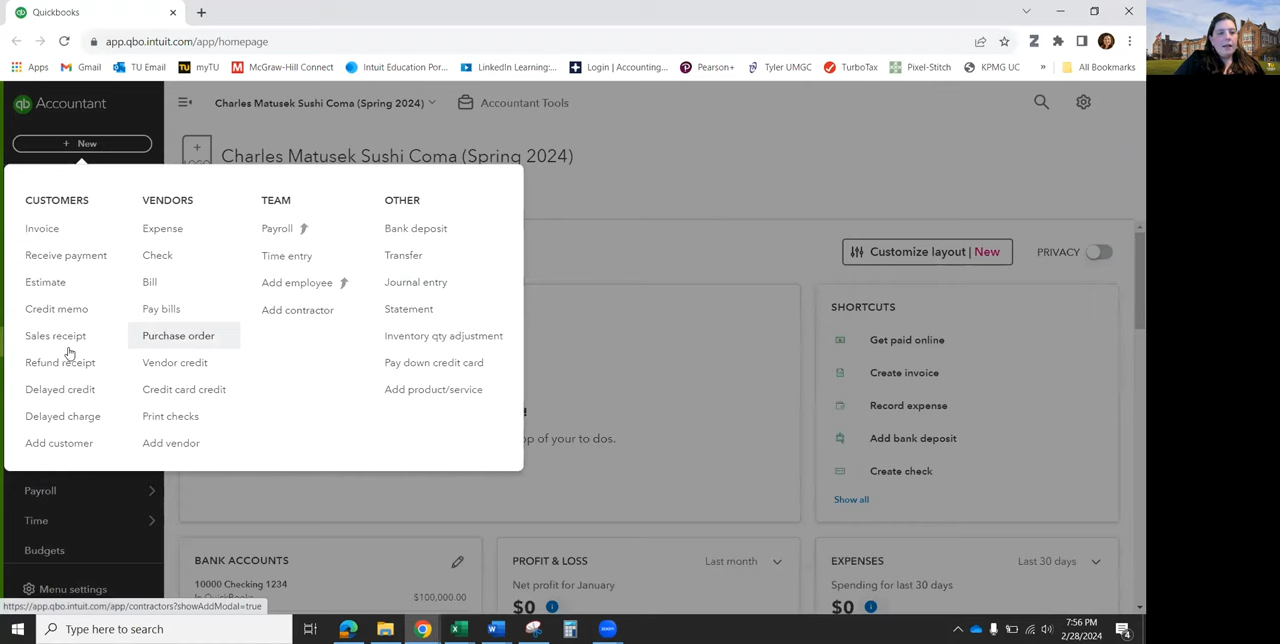 Quickbooks
app.qbo.intuit.com/app/homepage
Apps Gmail TU Email myTU McGraw-Hill Connect Intuit Education Por... LinkedIn Learning:... Login | Accounting... Pearson+ Tyler UMGC TurboTax Pixel-Stitch KPMG UC » All Bookmarks
qb Accountant
Charles Matusek Sushi Coma (Spring 2024)
Accountant Tools
+ New
Charles Matusek Sushi Coma (Spring 2024)
CUSTOMERS
Invoice
Receive payment
Estimate
Credit memo
Sales receipt
Refund receipt
Delayed credit
Delayed charge
Add customer
VENDORS
Expense
Check
Bill
Pay bills
Purchase order
Vendor credit
Credit card credit
Print checks
Add vendor
TEAM
Payroll
Time entry
Add employee
Add contractor
OTHER
Bank deposit
Transfer
Journal entry
Statement
Inventory qty adjustment
Pay down credit card
Add product/service
Customize layout | New
PRIVACY
op of your to dos.
SHORTCUTS
Get paid online
Create invoice
Record expense
Add bank deposit
Create check
Show all
Payroll
Time
Budgets
Menu settings
BANK ACCOUNTS
10000 Checking 1234
$100,000.00
PROFIT & LOSS Last month
Net profit for January
$0
EXPENSES Last 30 days
Spending for last 30 days
$0
https://app.qbo.intuit.com/app/contractors?showAddModal=true
Type here to search
7:56 PM
2/28/2024
4